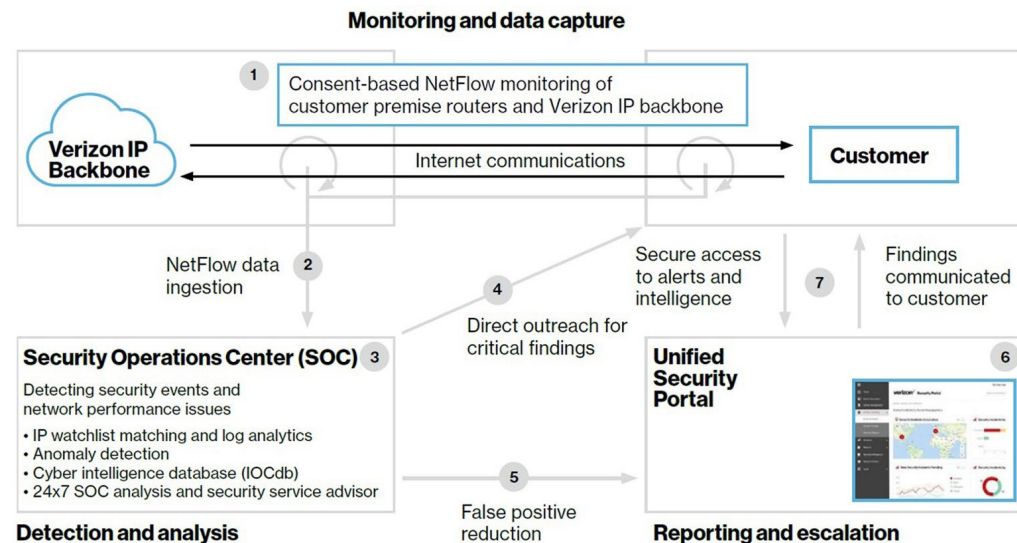 Monitoring and data capture
1
Consent-based NetFlow monitoring of
customer premise routers and Verizon IP backbone
Verizon IP
Backbone
Internet communications
Customer
NetFlow data
ingestion
2
4
Direct outreach for
critical findings
Secure access
to alerts and
intelligence
7
Findings
communicated
to customer
Security Operations Center (SOC)
3
Detecting security events and
network performance issues
• IP watchlist matching and log analytics
• Anomaly detection
• Cyber intelligence database (IOCdb)
• 24x7 SOC analysis and security service advisor
Detection and analysis
5
False positive
reduction
Unified
Security
Portal
6
verizon Security Portal
Reporting and escalation